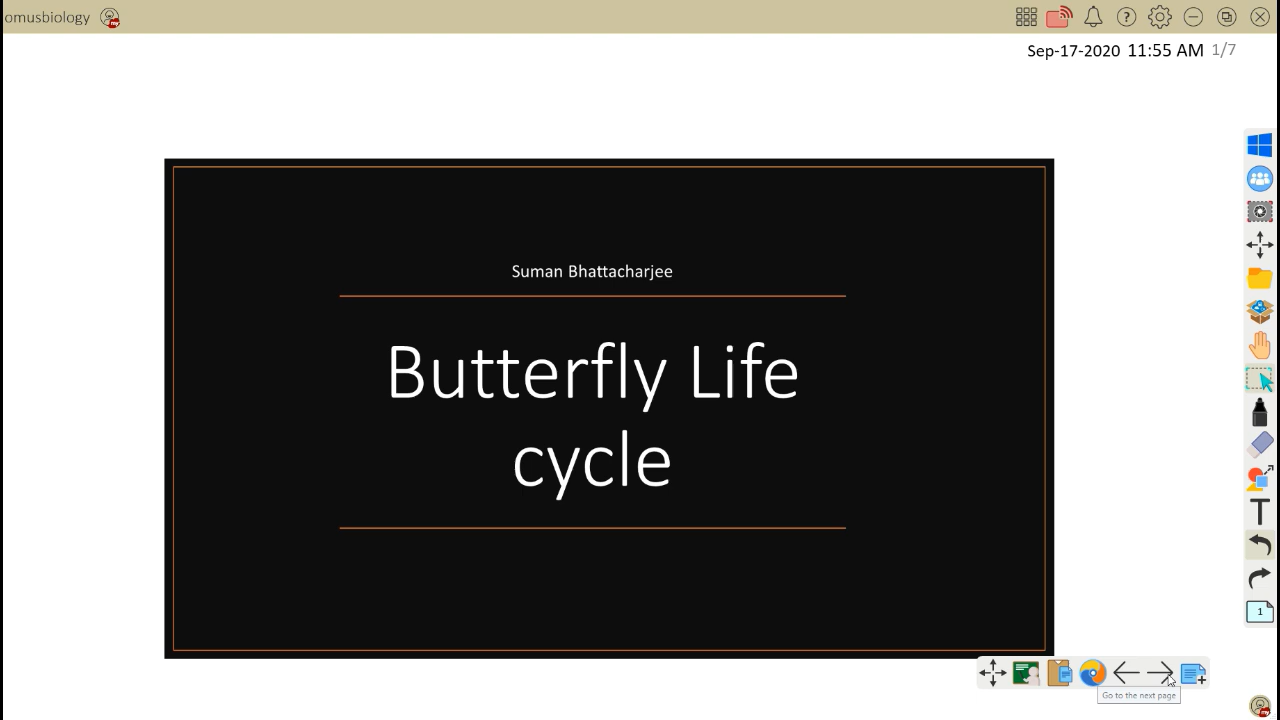 omusbiology
Sep-17-2020 11:55 AM 1/7
Suman Bhattacharjee
Butterfly Life
cycle
1
Go to the next page